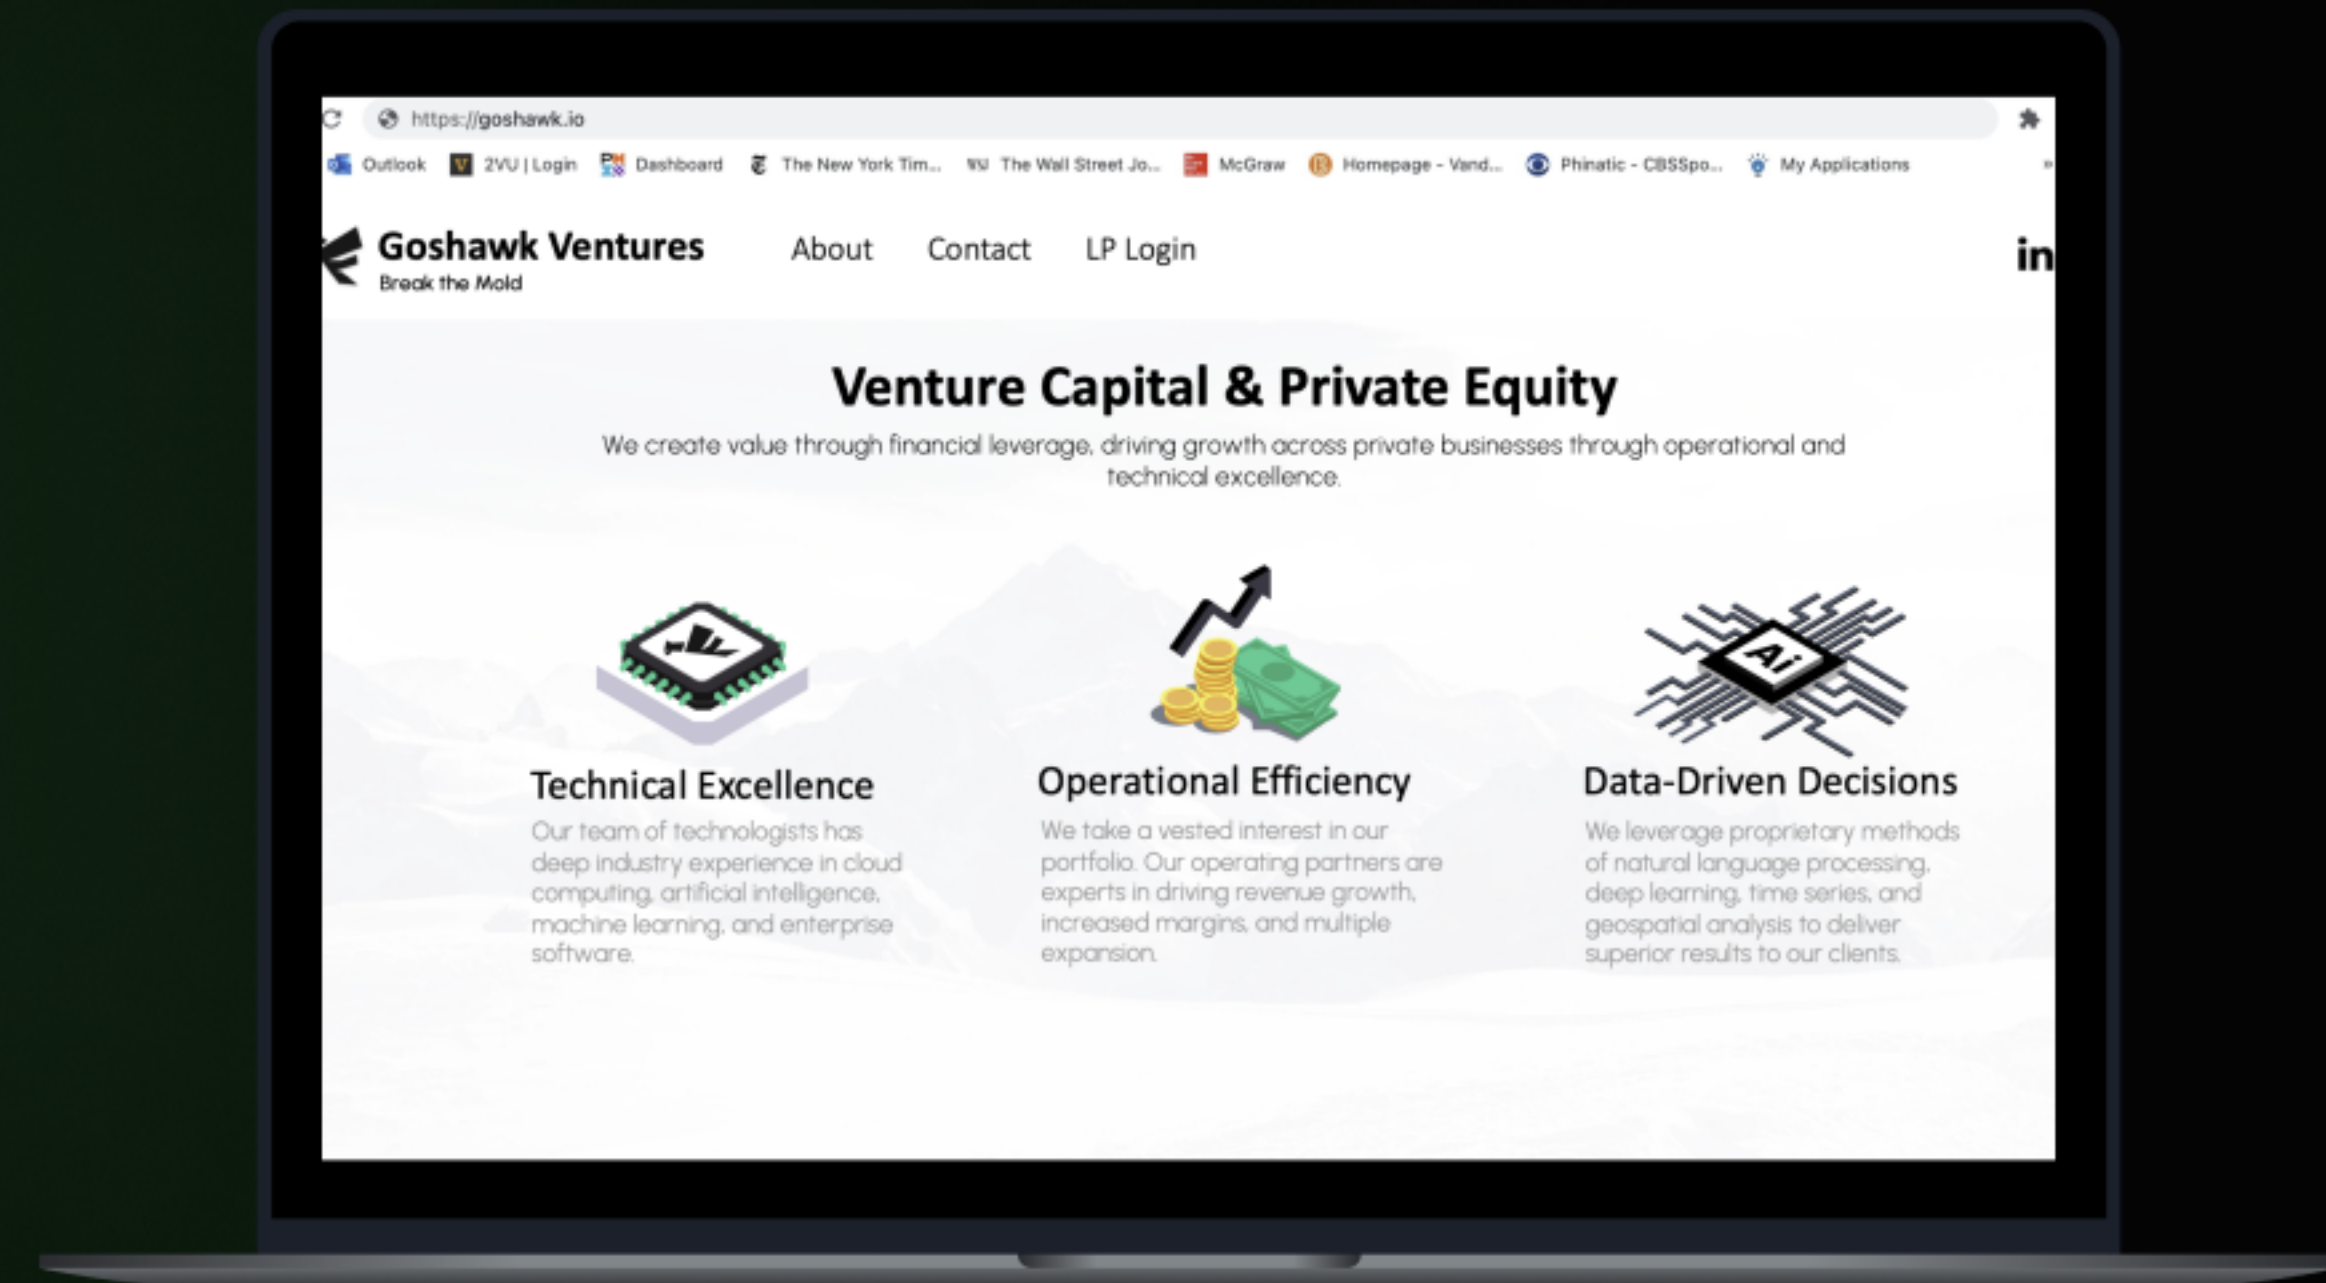 https://goshawk.io
Outlook 2VU | Login Dashboard The New York Tim... WSJ The Wall Street Jo... McGraw Homepage - Vand... Phinatic - CBSSpo... My Applications »
Goshawk Ventures About Contact LP Login in
Break the Mold
Venture Capital & Private Equity
We create value through financial leverage, driving growth across private businesses through operational and
technical excellence.
Ai
Technical Excellence
Our team of technologists has
deep industry experience in cloud
computing, artificial intelligence,
machine learning, and enterprise
software.
Operational Efficiency
We take a vested interest in our
portfolio. Our operating partners are
experts in driving revenue growth,
increased margins, and multiple
expansion.
Data-Driven Decisions
We leverage proprietary methods
of natural language processing,
deep learning, time series, and
geospatial analysis to deliver
superior results to our clients.